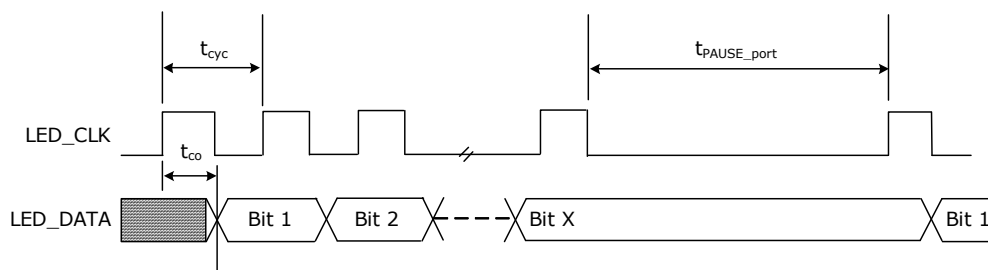 t_cyc
t_PAUSE_port
LED_CLK
t_co
LED_DATA
Bit 1
Bit 2
Bit X
Bit 1